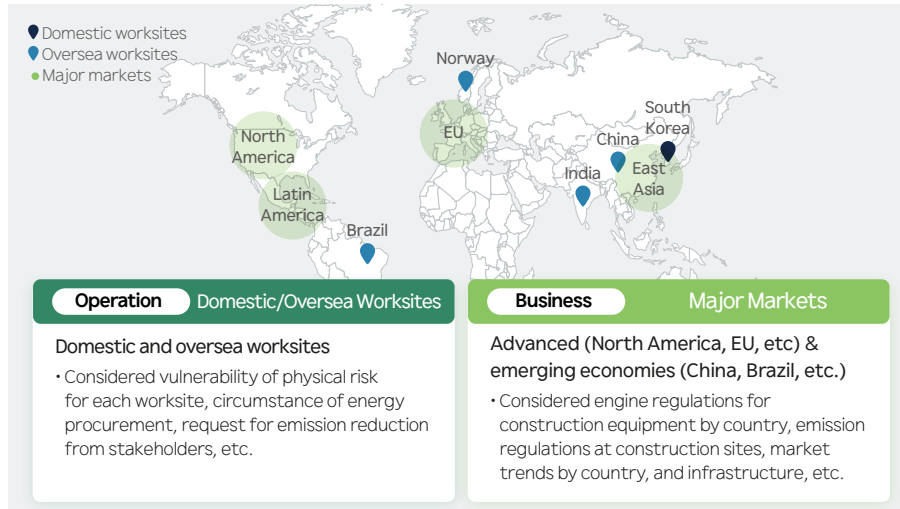 Domestic worksites
Oversea worksites
Major markets
Norway
South
Korea
China
EU
North
America
East
Asia
India
Latin
America
Brazil
Operation
Domestic/Oversea Worksites
Domestic and oversea worksites
• Considered vulnerability of physical risk
for each worksite, circumstance of energy
procurement, request for emission reduction
from stakeholders, etc.
Business
Major Markets
Advanced (North America, EU, etc) &
emerging economies (China, Brazil, etc.)
• Considered engine regulations for
construction equipment by country, emission
regulations at construction sites, market
trends by country, and infrastructure, etc.